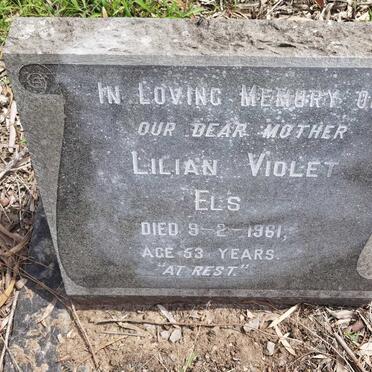 IN LOVING MEMORY O
OUR DEAR MOTHER
LILIAN VIOLET
ELS
DIED 9-2-1961,
AGE 53 YEARS.
"AT REST."